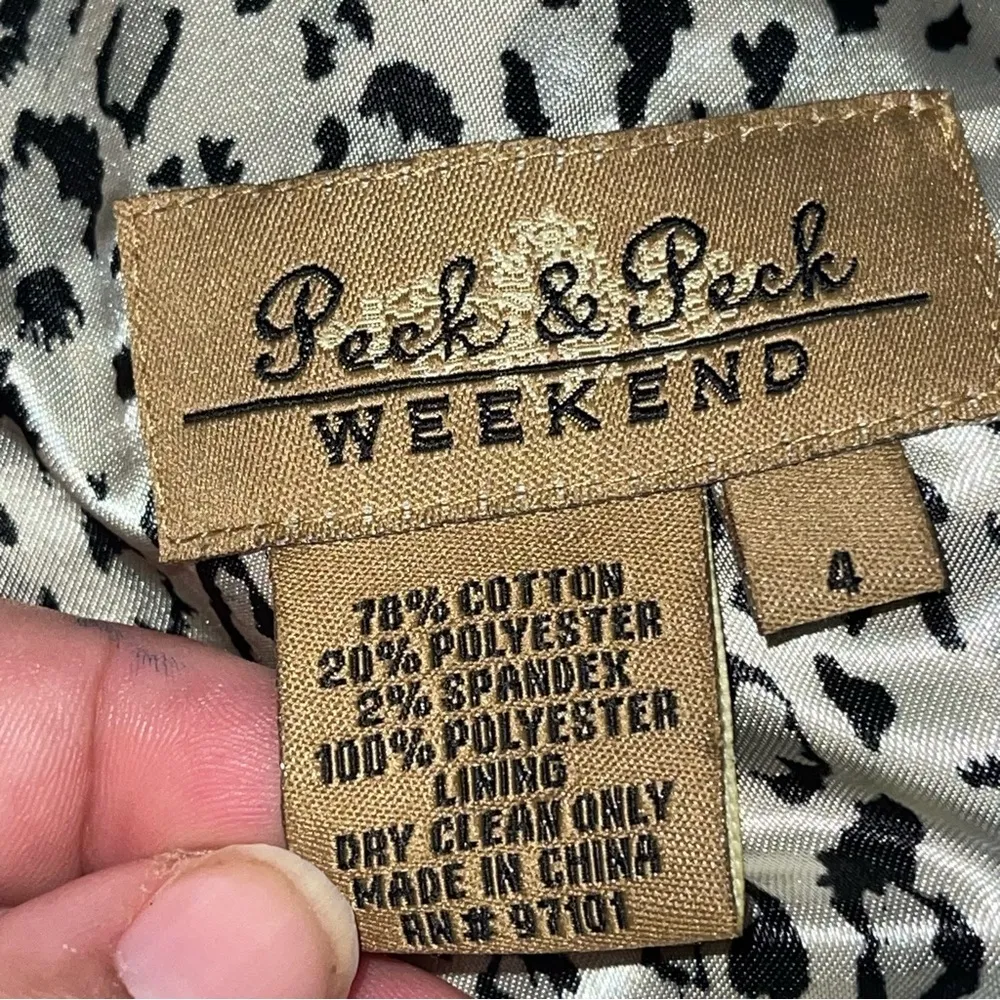 Peck & Peck
WEEKEND
4
78% COTTON
20% POLYESTER
2% SPANDEX
100% POLYESTER
LINING
DRY CLEAN ONLY
MADE IN CHINA
RN# 97101